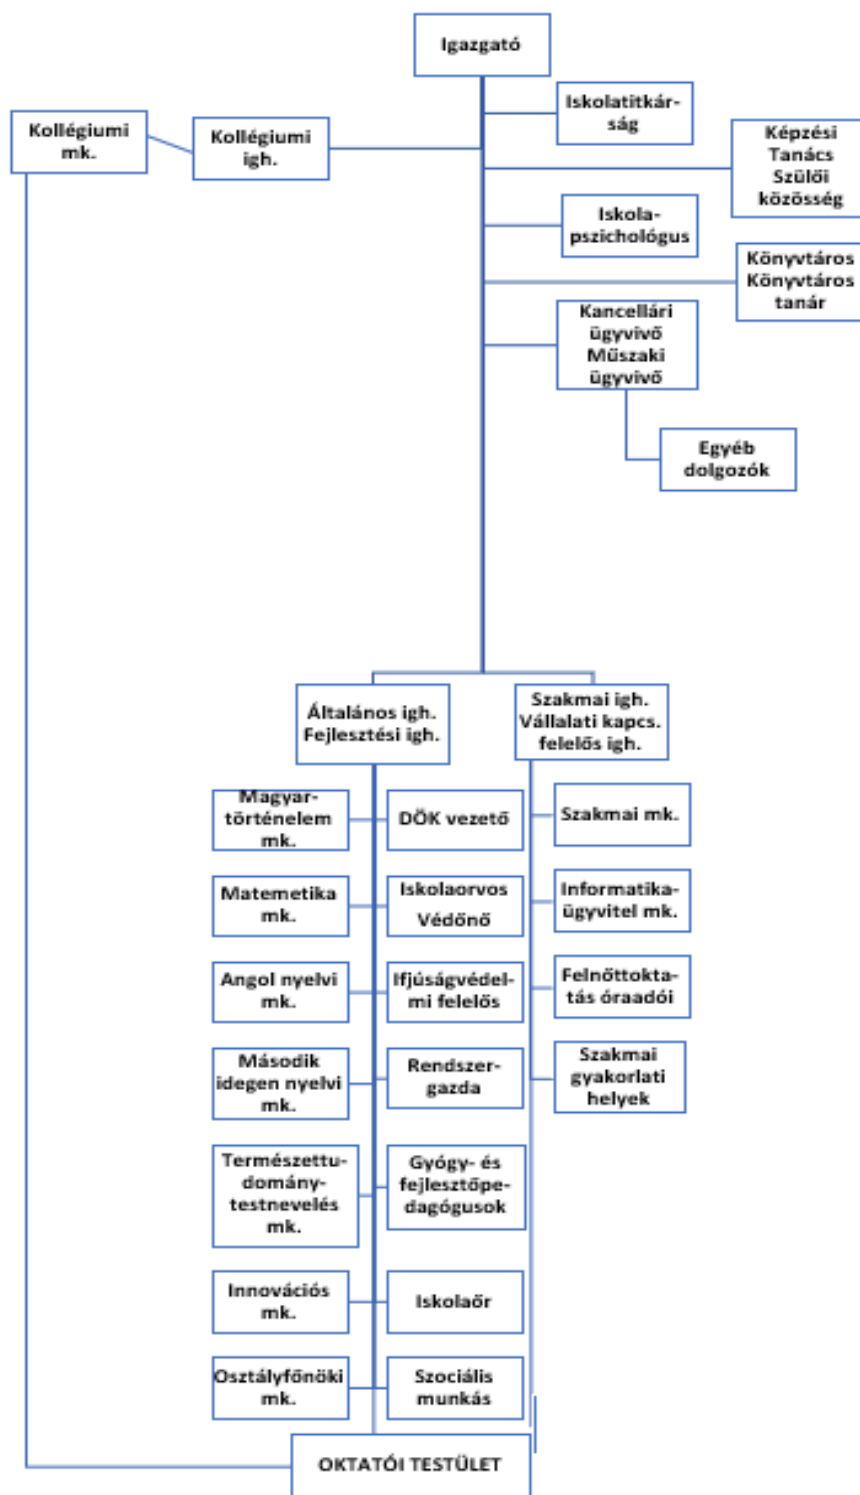 Igazgató
Iskolatitkár-
ság
Kollégiumi
mk.
Kollégiumi
igh.
Képzési
Tanács
Szülői
közösség
Iskola-
pszichológus
Könyvtáros
Könyvtáros
tanár
Kancellári
ügyvivő
Műszaki
ügyvivő
Egyéb
dolgozók
Általános igh.
Fejlesztési igh.
Szakmai igh.
Vállalati kapcs.
felelős igh.
Magyar-
történelem
mk.
DÖK vezető
Szakmai mk.
Matemetika
mk.
Iskolaorvos
Védőnő
Informatika-
ügyvitel mk.
Angol nyelvi
mk.
Ifjúságvédel-
mi felelős
Felnőttokta-
tás óraadói
Második
idegen nyelvi
mk.
Rendszer-
gazda
Szakmai
gyakorlati
helyek
Természettu-
domány-
testnevelés
mk.
Gyógy- és
fejlesztőpe-
dagógusok
Innovációs
mk.
Iskolaőr
Osztályfőnöki
mk.
Szociális
munkás
OKTATÓI TESTÜLET